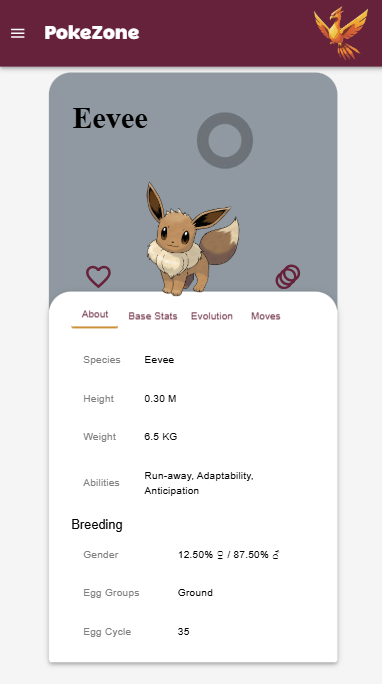 PokeZone
Eevee
About Base Stats Evolution Moves
Species Eevee
Height 0.30 M
Weight 6.5 KG
Abilities Run-away, Adaptability,
Anticipation
Breeding
Gender 12.50% ♀ / 87.50% ♂
Egg Groups Ground
Egg Cycle 35